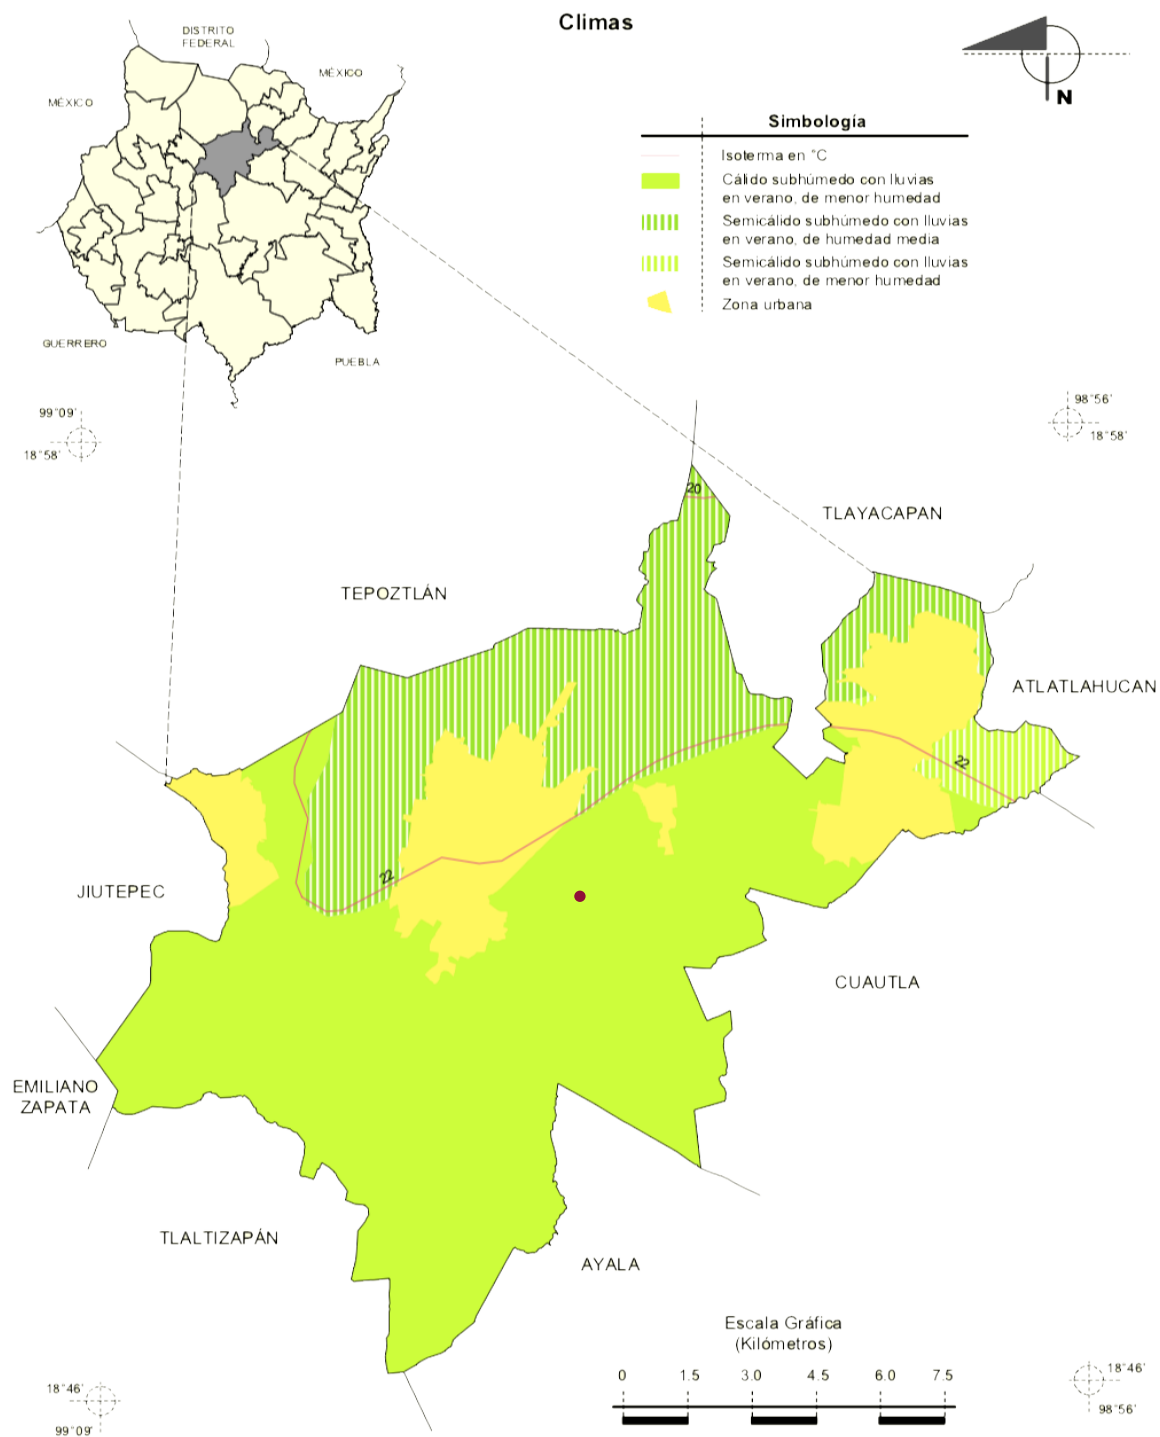 Climas
DISTRITO
FEDERAL
MÉXICO
MÉXICO
GUERRERO
PUEBLA
N
Simbología
Isoterma en °C
Cálido subhúmedo con lluvias
en verano, de menor humedad
Semicálido subhúmedo con lluvias
en verano, de humedad media
Semicálido subhúmedo con lluvias
en verano, de menor humedad
Zona urbana
99°09'
18°58'
98°56'
18°58'
20
TLAYACAPAN
TEPOZTLÁN
ATLATLAHUCAN
22
22
JIUTEPEC
CUAUTLA
EMILIANO
ZAPATA
TLALTIZAPÁN
AYALA
Escala Gráfica
(Kilómetros)
0 1.5 3.0 4.5 6.0 7.5
18°46'
99°09'
18°46'
98°56'